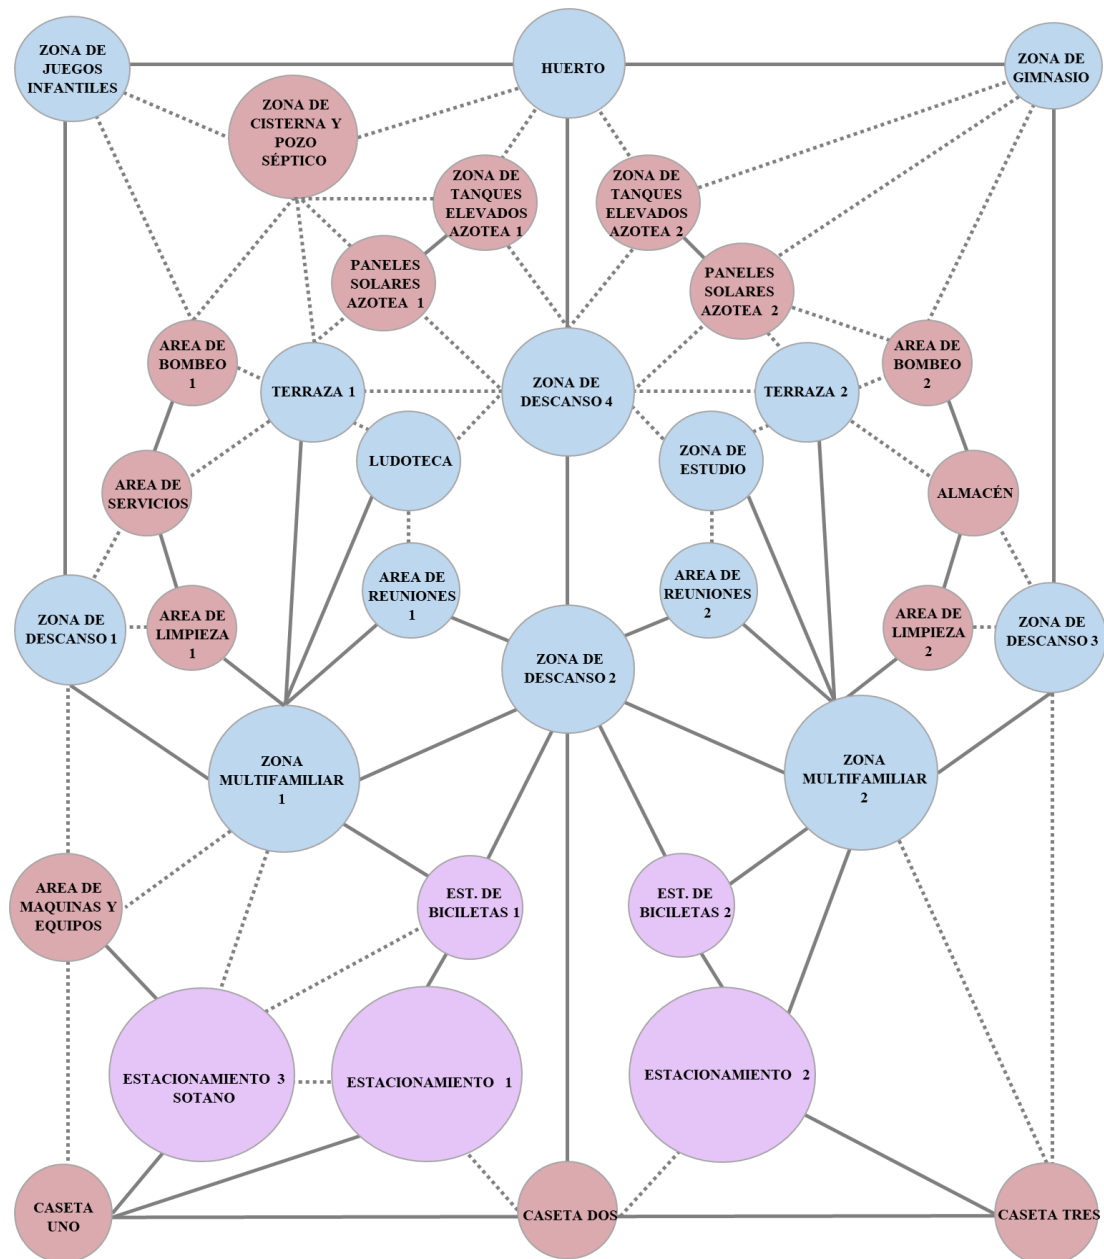 ZONA DE
JUEGOS
INFANTILES
HUERTO
ZONA DE
GIMNASIO
ZONA DE
CISTERNA Y
POZO
SÉPTICO
ZONA DE
TANQUES
ELEVADOS
AZOTEA 1
ZONA DE
TANQUES
ELEVADOS
AZOTEA 2
PANELES
SOLARES
AZOTEA 1
PANELES
SOLARES
AZOTEA 2
AREA DE
BOMBEO
1
TERRAZA 1
ZONA DE
DESCANSO 4
TERRAZA 2
AREA DE
BOMBEO
2
LUDOTECA
ZONA DE
ESTUDIO
AREA DE
SERVICIOS
ALMACÉN
AREA DE
REUNIONES
1
AREA DE
REUNIONES
2
ZONA DE
DESCANSO 1
AREA DE
LIMPIEZA
1
ZONA DE
DESCANSO 2
AREA DE
LIMPIEZA
2
ZONA DE
DESCANSO 3
ZONA
MULTIFAMILIAR
1
ZONA
MULTIFAMILIAR
2
AREA DE
MAQUINAS Y
EQUIPOS
EST. DE
BICILETAS 1
EST. DE
BICILETAS 2
ESTACIONAMIENTO 3
SOTANO
ESTACIONAMIENTO 1
ESTACIONAMIENTO 2
CASETA
UNO
CASETA DOS
CASETA TRES